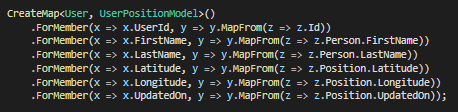 CreateMap<User, UserPositionModel>()
.ForMember(x => x.UserId, y => y.MapFrom(z => z.Id))
.ForMember(x => x.FirstName, y => y.MapFrom(z => z.Person.FirstName))
.ForMember(x => x.LastName, y => y.MapFrom(z => z.Person.LastName))
.ForMember(x => x.Latitude, y => y.MapFrom(z => z.Position.Latitude))
.ForMember(x => x.Longitude, y => y.MapFrom(z => z.Position.Longitude))
.ForMember(x => x.UpdatedOn, y => y.MapFrom(z => z.Position.UpdatedOn));